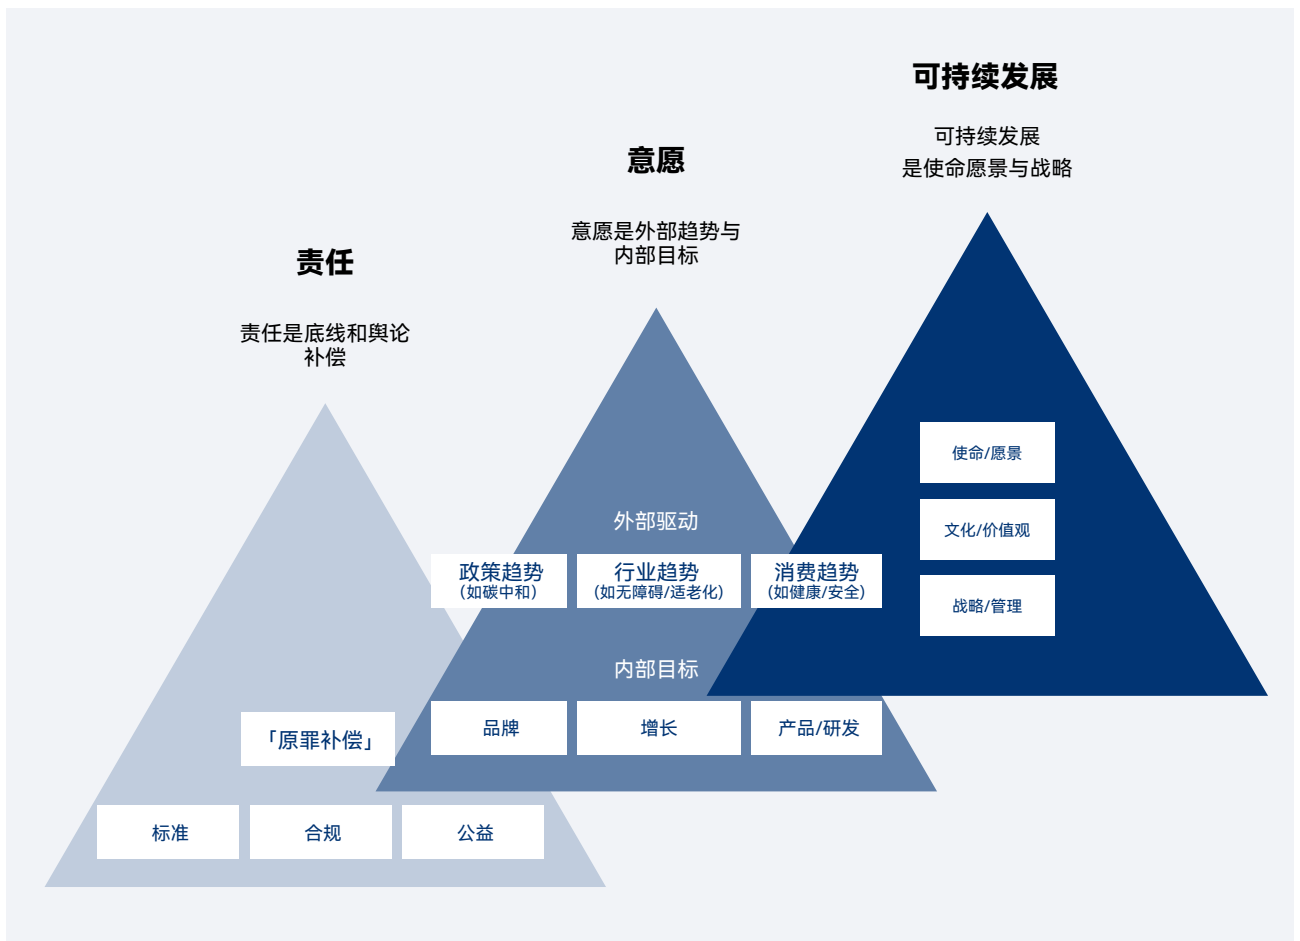 可持续发展
可持续发展
是使命愿景与战略
意愿
意愿是外部趋势与
内部目标
责任
责任是底线和舆论
补偿
使命/愿景
文化/价值观
战略/管理
外部驱动
政策趋势
(如碳中和)
行业趋势
(如无障碍/适老化)
消费趋势
(如健康/安全)
内部目标
品牌
增长
产品/研发
「原罪补偿」
标准
合规
公益